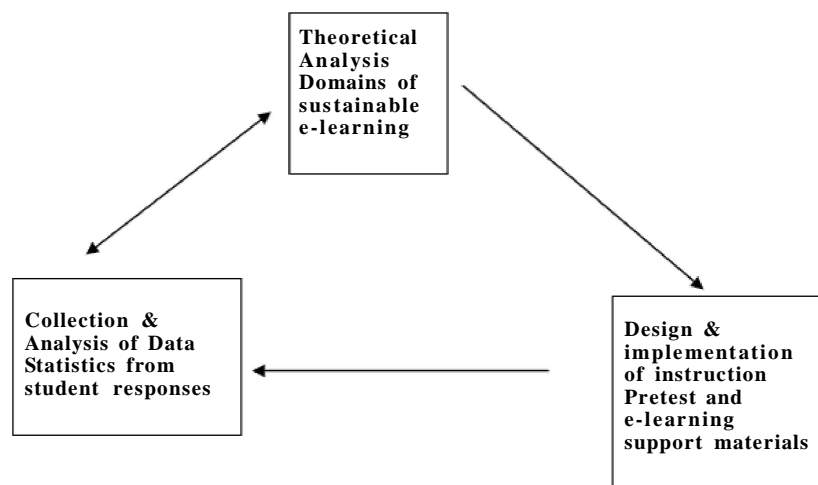 Theoretical
Analysis
Domains of
sustainable
e-learning
Collection &
Analysis of Data
Statistics from
student responses
Design &
implementation
of instruction
Pretest and
e-learning
support materials